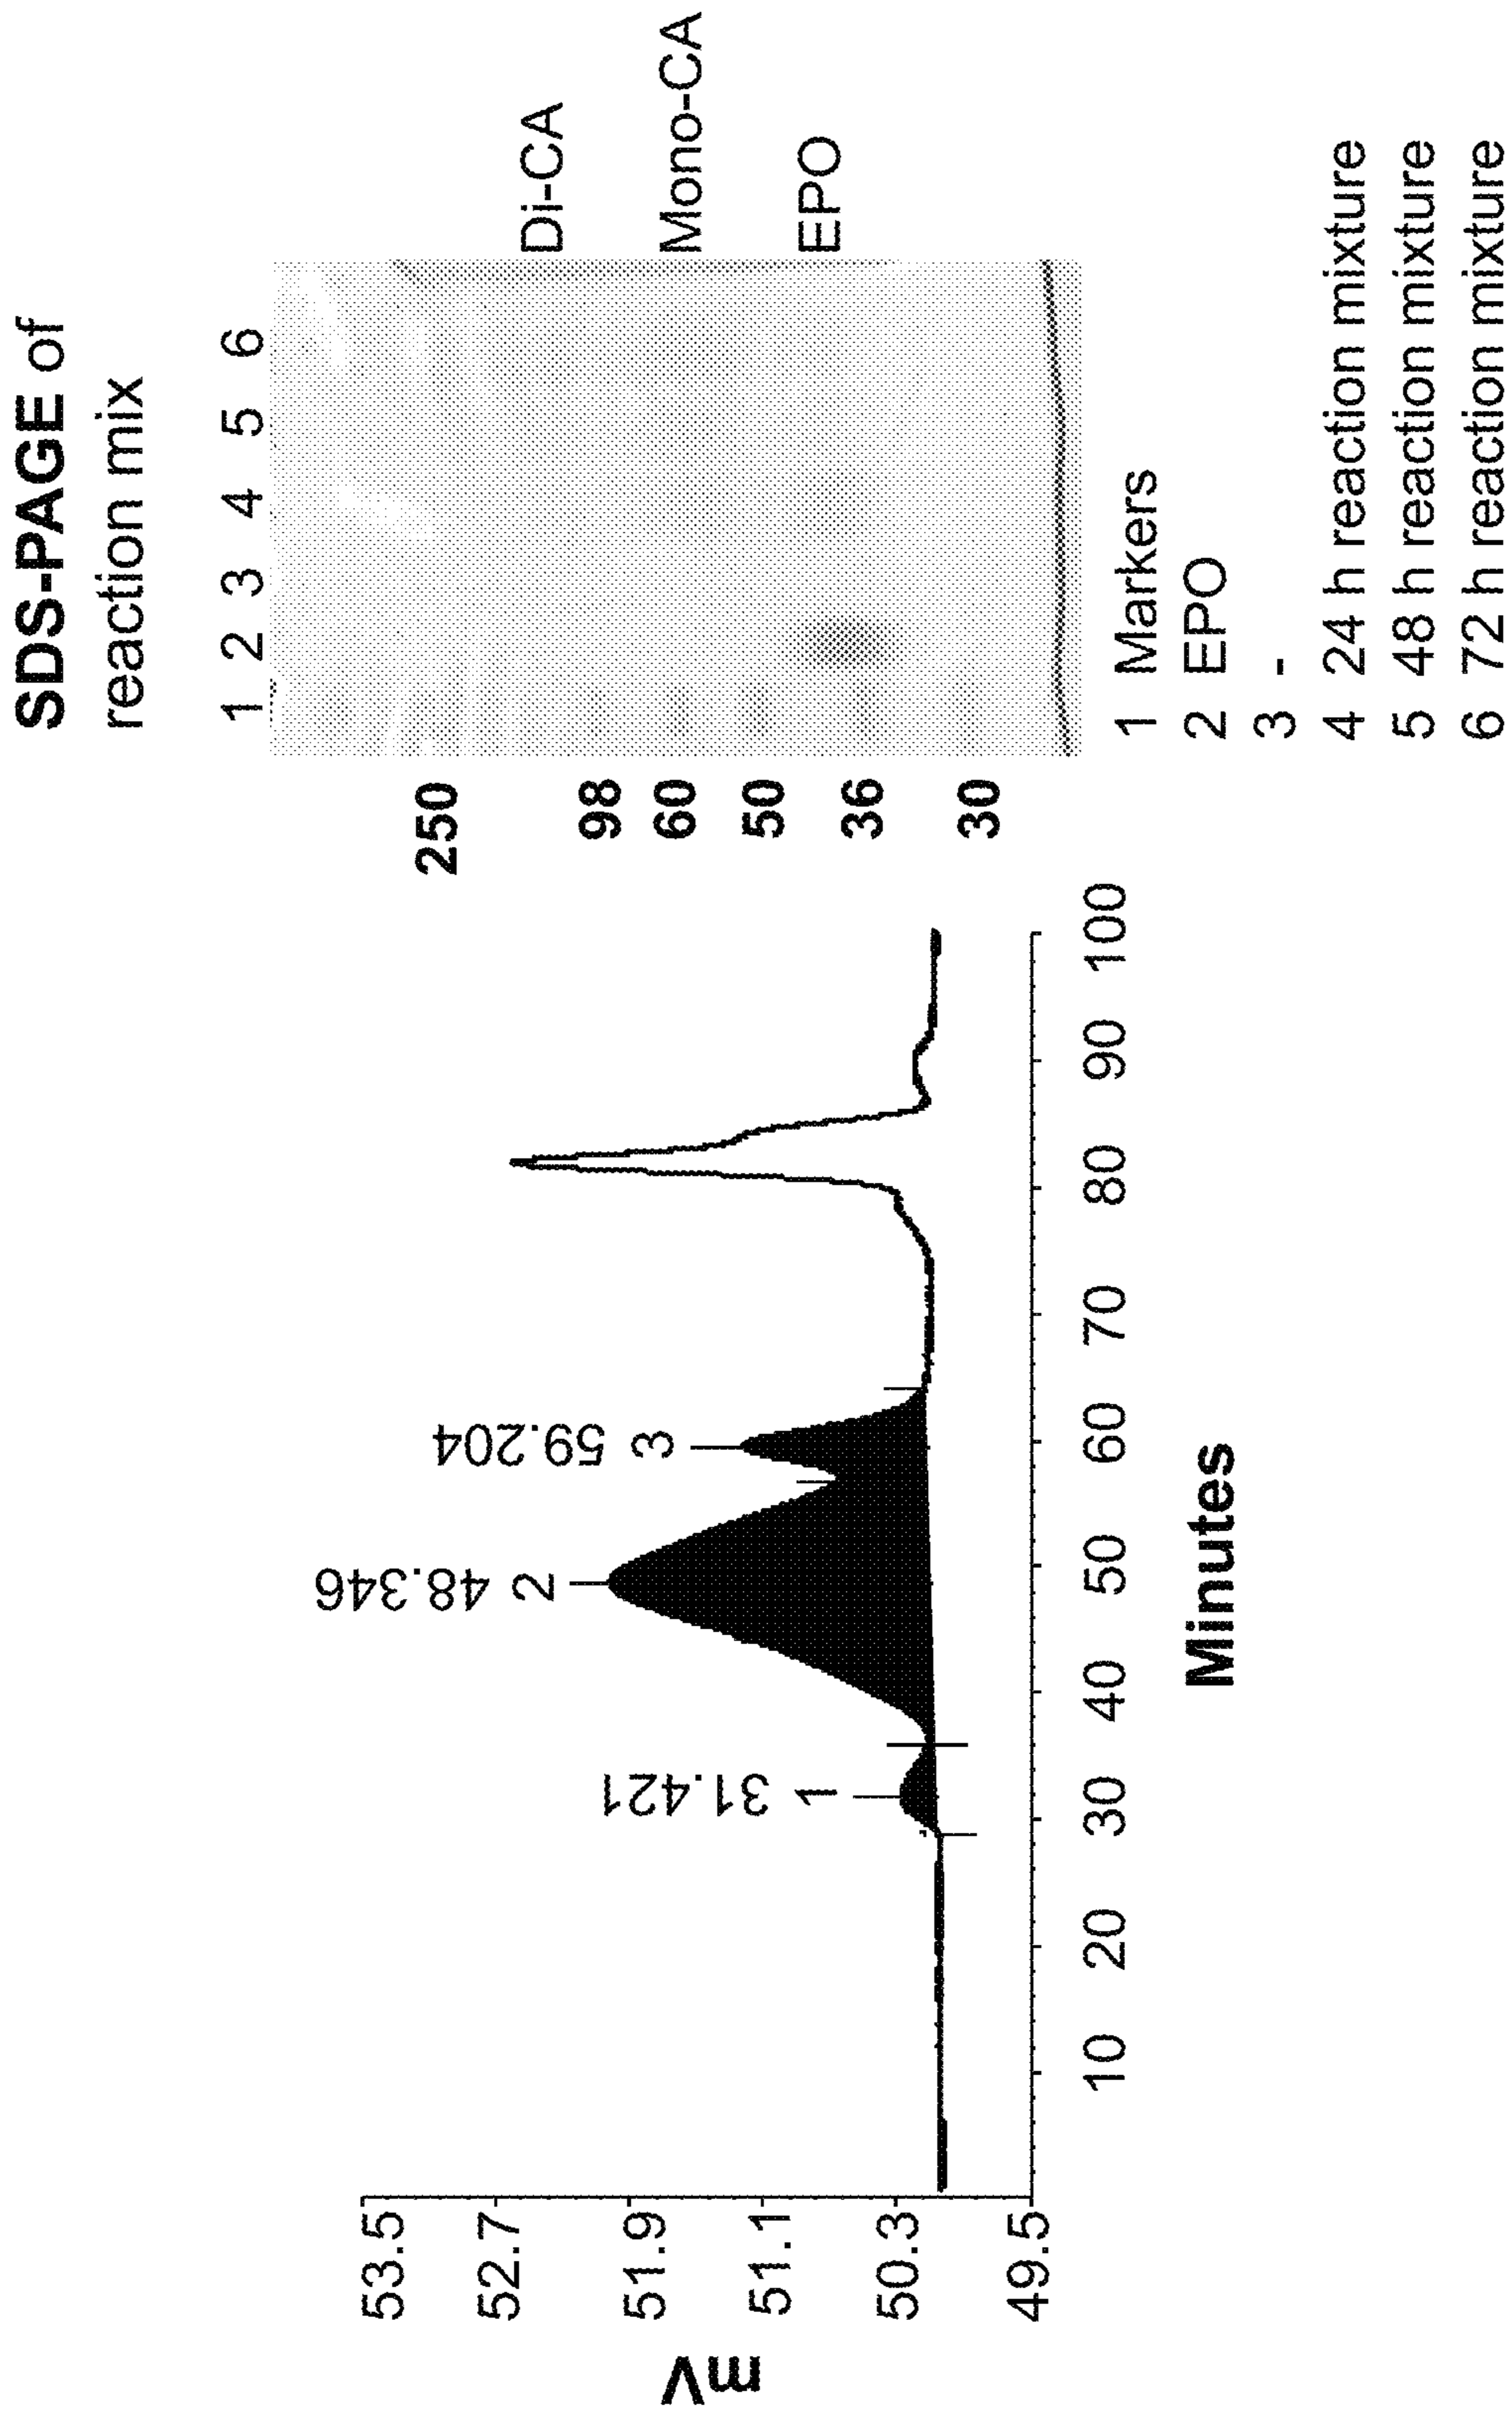 SDS-PAGE of
reaction mix
1 2 3 4 5 6
250
98
60
50
36
30
Di-CA
Mono-CA
EPO
1 Markers
2 EPO
3 -
4 24 h reaction mixture
5 48 h reaction mixture
6 72 h reaction mixture
mV
53.5
52.7
51.9
51.1
50.3
49.5
31.421
1
48.346
2
59.204
3
10 20 30 40 50 60 70 80 90 100
Minutes